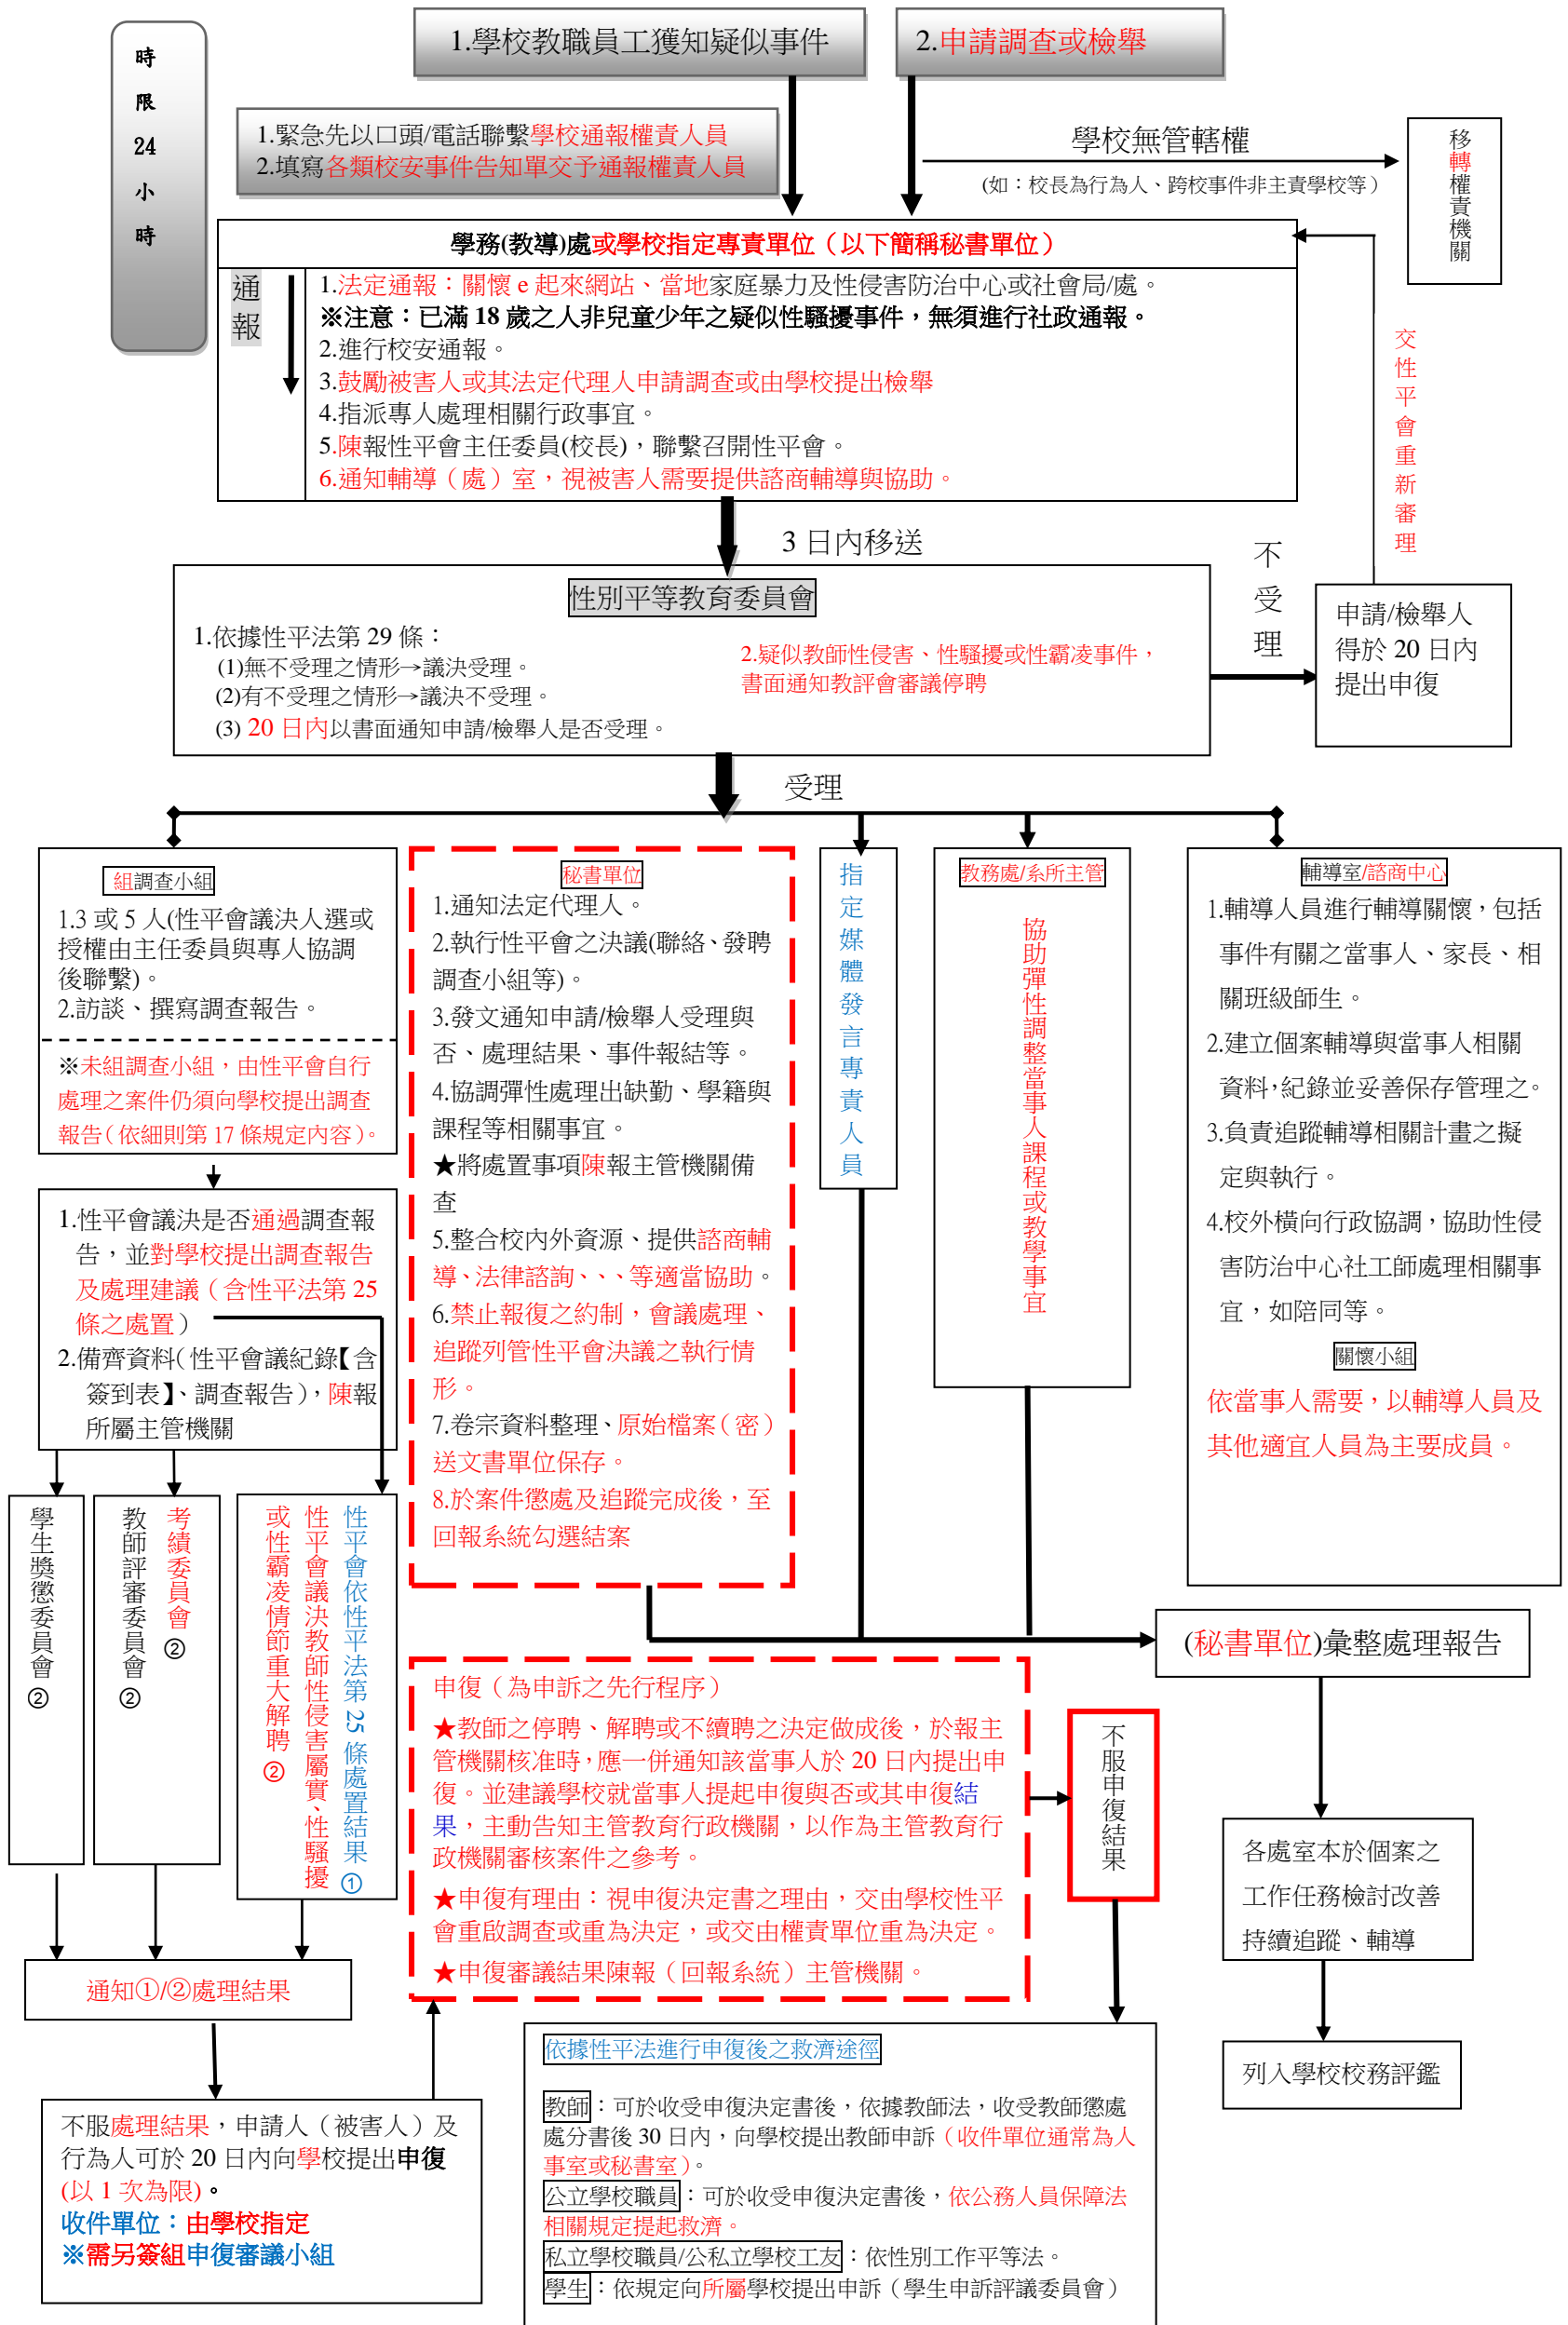 時
限
24
小
時
1.學校教職員工獲知疑似事件
2.申請調查或檢舉
1.緊急先以口頭/電話聯繫學校通報權責人員
2.填寫各類校安事件告知單交予通報權責人員
學校無管轄權
(如：校長為行為人、跨校事件非主責學校等)
移轉權責機關
學務(教導)處或學校指定專責單位（以下簡稱秘書單位）
通報
1.法定通報：關懷 e 起來網站、當地家庭暴力及性侵害防治中心或社會局/處。
※注意：已滿 18 歲之人非兒童少年之疑似性騷擾事件，無須進行社政通報。
2.進行校安通報。
3.鼓勵被害人或其法定代理人申請調查或由學校提出檢舉
4.指派專人處理相關行政事宜。
5.陳報性平會主任委員(校長)，聯繫召開性平會。
6.通知輔導（處）室，視被害人需要提供諮商輔導與協助。
交性平會重新審理
3 日內移送
性別平等教育委員會
1.依據性平法第 29 條：
(1)無不受理之情形→議決受理。
(2)有不受理之情形→議決不受理。
(3) 20 日內以書面通知申請/檢舉人是否受理。
2.疑似教師性侵害、性騷擾或性霸凌事件，
書面通知教評會審議停聘
不受理
申請/檢舉人
得於 20 日內
提出申復
受理
組調查小組
1.3 或 5 人(性平會議決人選或
授權由主任委員與專人協調
後聯繫)。
2.訪談、撰寫調查報告。
※未組調查小組，由性平會自行
處理之案件仍須向學校提出調查
報告（依細則第 17 條規定內容）。
1.性平會議決是否通過調查報
告，並對學校提出調查報告
及處理建議（含性平法第 25
條之處置）
2.備齊資料（性平會議紀錄【含
簽到表】、調查報告），陳報
所屬主管機關
學生獎懲委員會②
考績委員會②
教師評審委員會②
性平會依性平法第 25 條處置結果①
性平會議決教師性侵害屬實、性騷擾
或性霸凌情節重大解聘②
通知①/②處理結果
不服處理結果，申請人（被害人）及
行為人可於 20 日內向學校提出申復
(以 1 次為限)。
收件單位：由學校指定
※需另簽組申復審議小組
秘書單位
1.通知法定代理人。
2.執行性平會之決議(聯絡、發聘
調查小組等)。
3.發文通知申請/檢舉人受理與
否、處理結果、事件報結等。
4.協調彈性處理出缺勤、學籍與
課程等相關事宜。
★將處置事項陳報主管機關備
查
5.整合校內外資源、提供諮商輔
導、法律諮詢、、、等適當協助。
6.禁止報復之約制，會議處理、
追蹤列管性平會決議之執行情
形。
7.卷宗資料整理、原始檔案（密）
送文書單位保存。
8.於案件懲處及追蹤完成後，至
回報系統勾選結案
指定媒體發言專責人員
教務處/系所主管
協助彈性調整當事人課程或教學事宜
輔導室/諮商中心
1.輔導人員進行輔導關懷，包括
事件有關之當事人、家長、相
關班級師生。
2.建立個案輔導與當事人相關
資料，紀錄並妥善保存管理之。
3.負責追蹤輔導相關計畫之擬
定與執行。
4.校外橫向行政協調，協助性侵
害防治中心社工師處理相關事
宜，如陪同等。
關懷小組
依當事人需要，以輔導人員及
其他適宜人員為主要成員。
(秘書單位)彙整處理報告
各處室本於個案之
工作任務檢討改善
持續追蹤、輔導
列入學校校務評鑑
申復（為申訴之先行程序）
★教師之停聘、解聘或不續聘之決定做成後，於報主
管機關核准時，應一併通知該當事人於 20 日內提出申
復。並建議學校就當事人提起申復與否或其申復結
果，主動告知主管教育行政機關，以作為主管教育行
政機關審核案件之參考。
★申復有理由：視申復決定書之理由，交由學校性平
會重啟調查或重為決定，或交由權責單位重為決定。
★申復審議結果陳報（回報系統）主管機關。
不服申復結果
依據性平法進行申復後之救濟途徑
教師：可於收受申復決定書後，依據教師法，收受教師懲處
處分書後 30 日內，向學校提出教師申訴（收件單位通常為人
事室或秘書室）。
公立學校職員：可於收受申復決定書後，依公務人員保障法
相關規定提起救濟。
私立學校職員/公私立學校工友：依性別工作平等法。
學生：依規定向所屬學校提出申訴（學生申訴評議委員會）